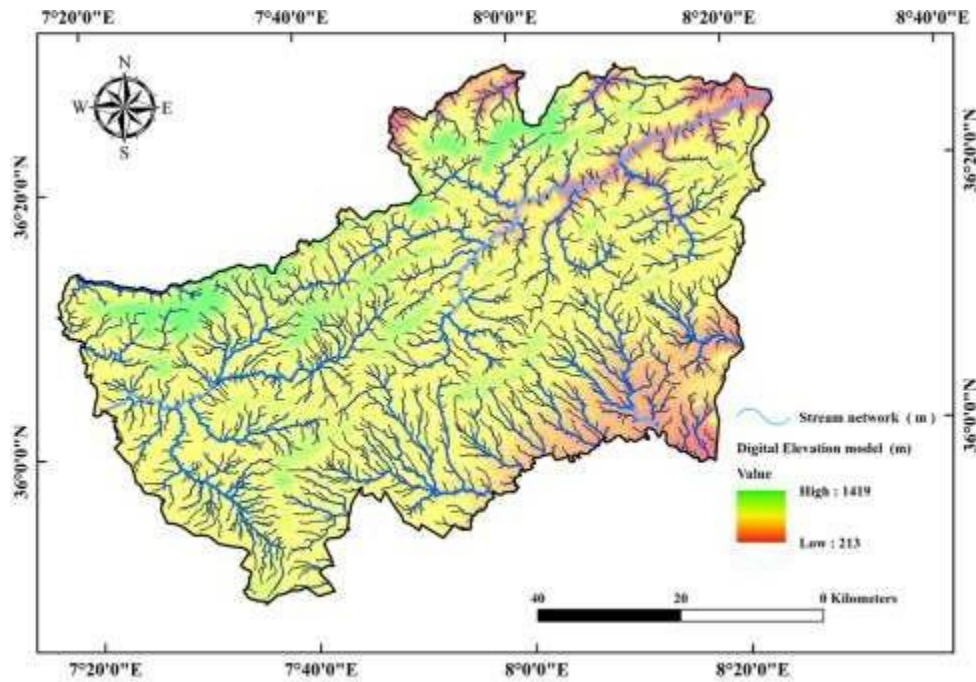 7°20'0"E 7°40'0"E 8°0'0"E 8°20'0"E 8°40'0"E
N
W E
S
36°20'0"N
36°20'0"N
36°0'0"N
36°0'0"N
Stream network ( m )
Digital Elevation model (m)
Value
High : 1419
Low : 213
40 20 0 Kilometers
7°20'0"E 7°40'0"E 8°0'0"E 8°20'0"E